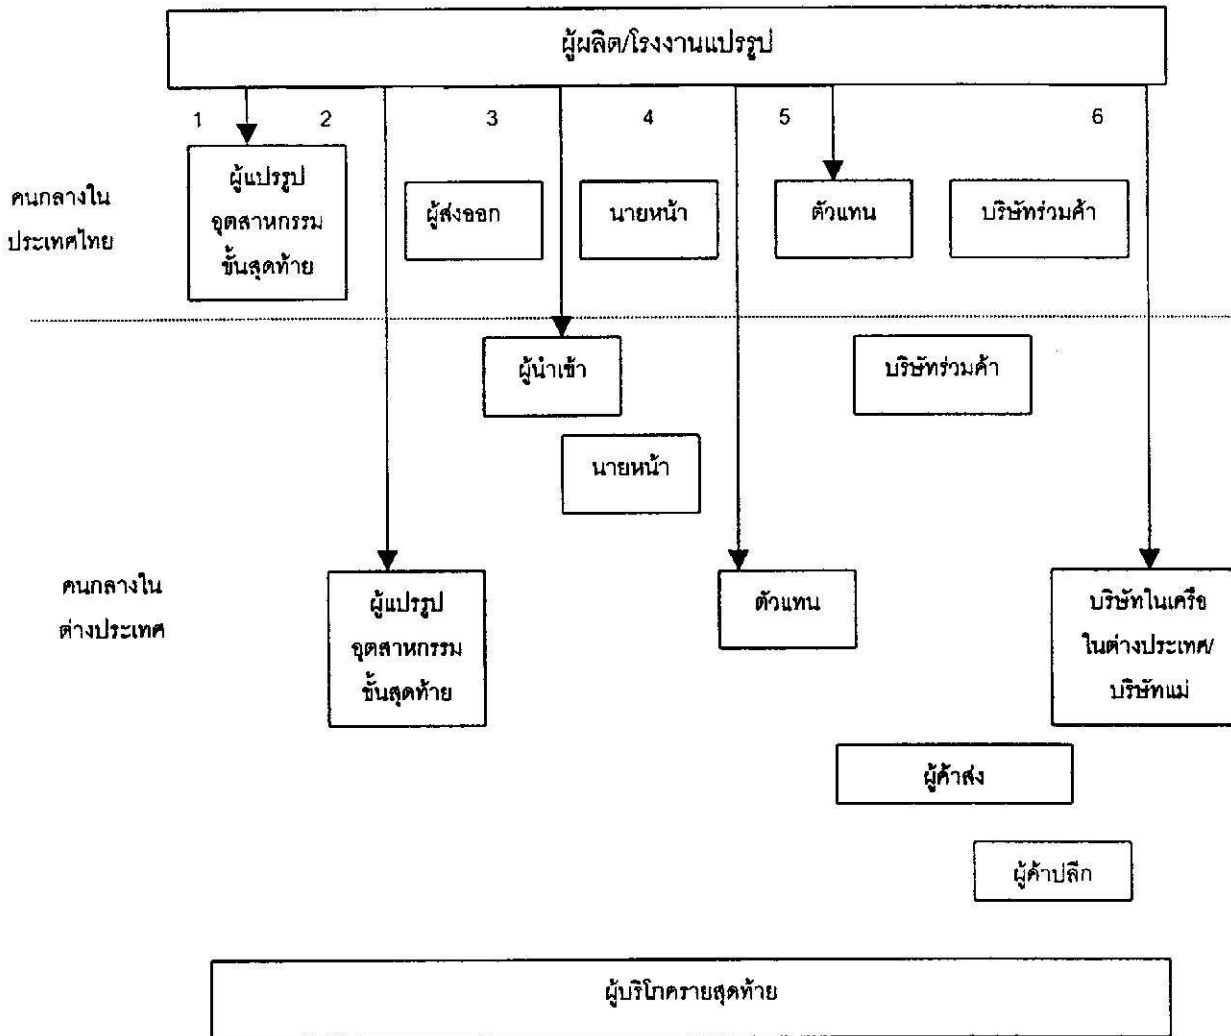 ผู้ผลิต/โรงงานแปรรูป
1 2 3 4 5 6
คนกลางใน
ประเทศไทย
ผู้แปรรูป
อุตสาหกรรม
ขั้นสุดท้าย
ผู้ส่งออก
นายหน้า
ตัวแทน
บริษัทร่วมค้า
ผู้นำเข้า
บริษัทร่วมค้า
นายหน้า
คนกลางใน
ต่างประเทศ
ผู้แปรรูป
อุตสาหกรรม
ขั้นสุดท้าย
ตัวแทน
บริษัทในเครือ
ในต่างประเทศ/
บริษัทแม่
ผู้ค้าส่ง
ผู้ค้าปลีก
ผู้บริโภครายสุดท้าย